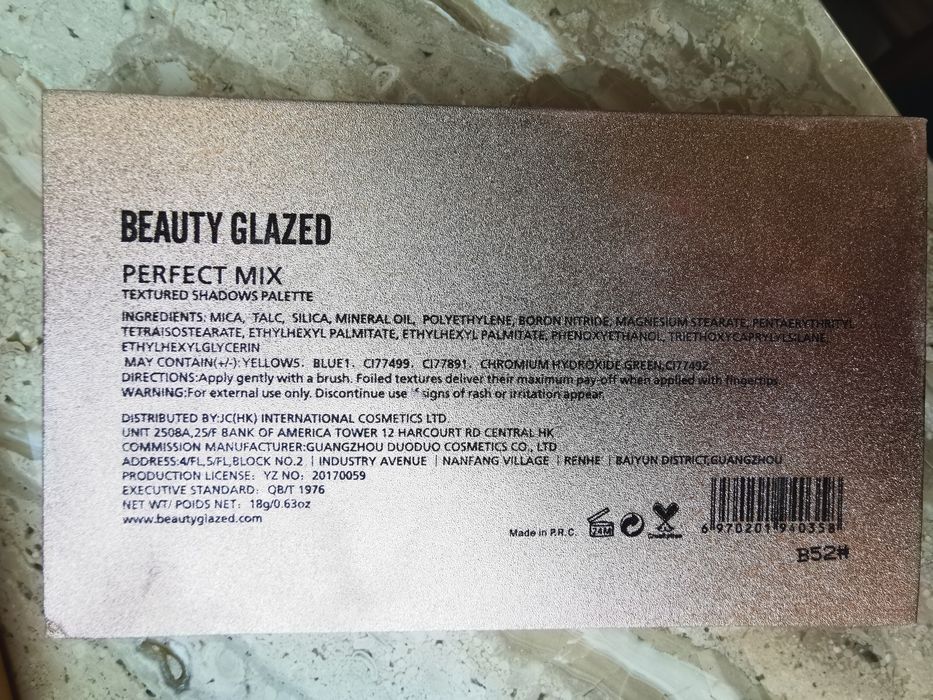 BEAUTY GLAZED
PERFECT MIX
TEXTURED SHADOWS PALETTE
INGREDIENTS: MICA, TALC, SILICA, MINERAL OIL, POLYETHYLENE, BORON NITRIDE, MAGNESIUM STEARATE, PENTAERYTHRITYL
TETRAISOSTEARATE, ETHYLHEXYL PALMITATE, ETHYLHEXYL PALMITATE, PHENOXYETHANOL, TRIETHOXYCAPRYLYLSLANE
ETHYLHEXYLGLYCERIN
MAY CONTAIN(+/-): YELLOW5, BLUE1, CI77499, CI77891, CHROMIUM HYDROXIDE GREEN,CI77492
DIRECTIONS:Apply gently with a brush. Foiled textures deliver their maximum pay-off when applied with fingertips
WARNING:For external use only. Discontinue use if signs of rash or irritation appear.
DISTRIBUTED BY:JC(HK) INTERNATIONAL COSMETICS LTD
UNIT 2508A,25/F BANK OF AMERICA TOWER 12 HARCOURT RD CENTRAL HK
COMMISSION MANUFACTURER:GUANGZHOU DUODUO COSMETICS CO., LTD
ADDRESS:4/FL,5/FL,BLOCK NO.2 | INDUSTRY AVENUE | NANFANG VILLAGE | RENHE | BAIYUN DISTRICT,GUANGZHOU
PRODUCTION LICENSE: YZ NO: 20170059
EXECUTIVE STANDARD: QB/T 1976
NET WT/ POIDS NET: 18g/0.63oz
www.beautyglazed.com
Made in P.R.C.
24M
6 970201 940358
B52#